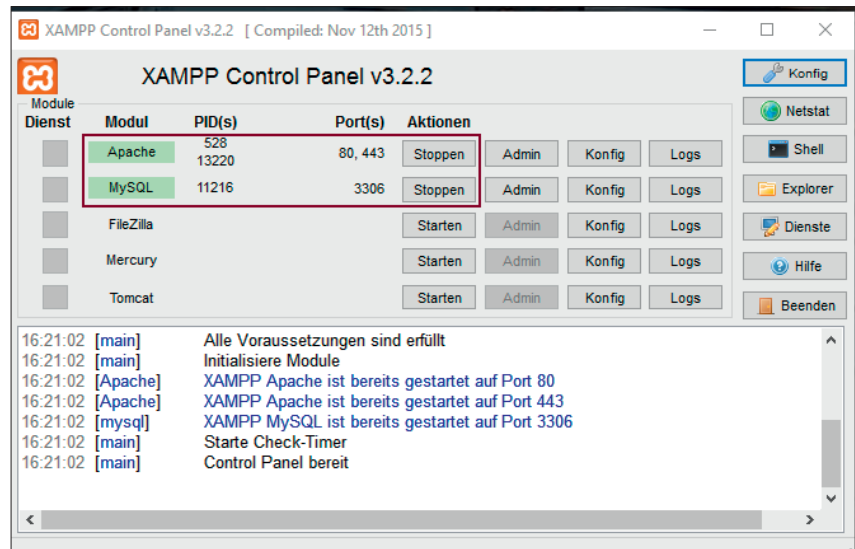 XAMPP Control Panel v3.2.2 [ Compiled: Nov 12th 2015 ]
XAMPP Control Panel v3.2.2
Konfig
Module
Dienst Modul PID(s) Port(s) Aktionen
Netstat
Apache 528 13220 80, 443 Stoppen Admin Konfig Logs
Shell
MySQL 11216 3306 Stoppen Admin Konfig Logs
Explorer
FileZilla Starten Admin Konfig Logs
Dienste
Mercury Starten Admin Konfig Logs
Hilfe
Tomcat Starten Admin Konfig Logs
Beenden
16:21:02 [main] Alle Voraussetzungen sind erfüllt
16:21:02 [main] Initialisiere Module
16:21:02 [Apache] XAMPP Apache ist bereits gestartet auf Port 80
16:21:02 [Apache] XAMPP Apache ist bereits gestartet auf Port 443
16:21:02 [mysql] XAMPP MySQL ist bereits gestartet auf Port 3306
16:21:02 [main] Starte Check-Timer
16:21:02 [main] Control Panel bereit